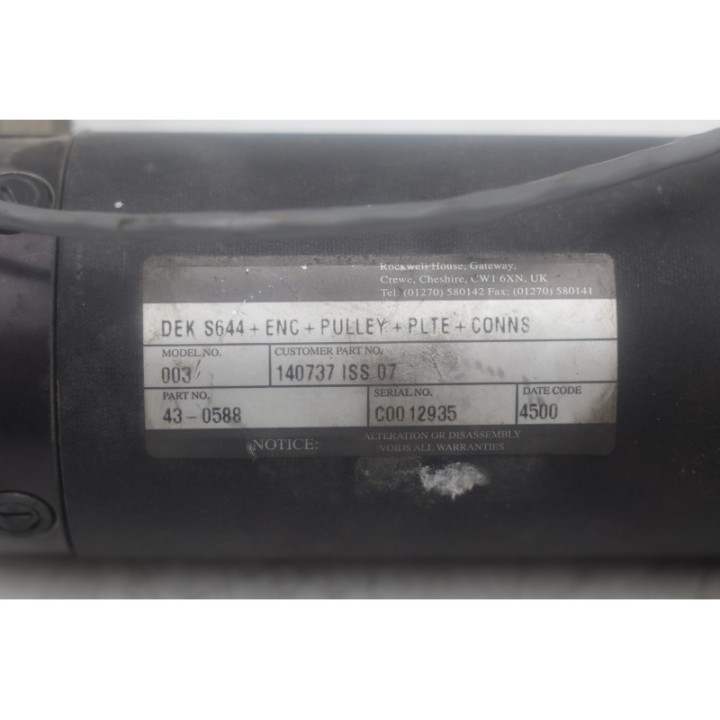 Rockwell House, Gateway,
Crewe, Cheshire, CW1 6XN, UK
Tel: (01270) 580142 Fax: (01270) 580141
DEK S644 + ENC + PULLEY + PLTE + CONNS
MODEL NO. CUSTOMER PART NO.
003 140737 ISS 07
PART NO. SERIAL NO. DATE CODE
43-0588 C0012935 4500
NOTICE: ALTERATION OR DISASSEMBLY
VOIDS ALL WARRANTIES